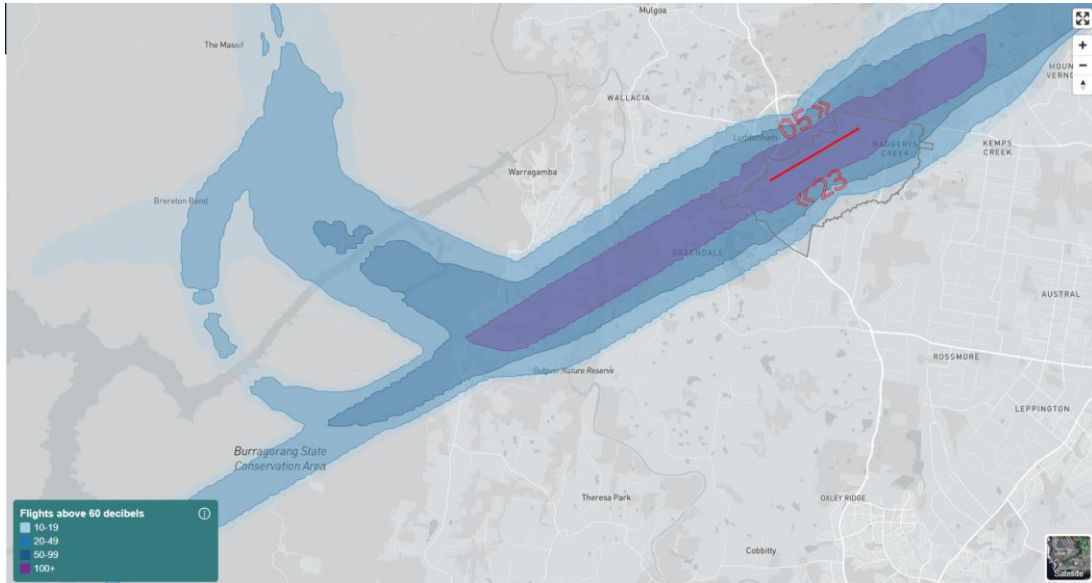 Mulgoa
The Massif
MOUNT
VERNON
WALLACIA
05 »
Luddenham
BADGERYS
CREEK
KEMPS
CREEK
Warragamba
« 23
Brereton Bend
GREENDALE
AUSTRAL
ROSSMORE
Gulguer Nature Reserve
LEPPINGTON
Burragorang State
Conservation Area
Theresa Park
OXLEY RIDGE
Cobbitty
Flights above 60 decibels
10-19
20-49
50-99
100+
Satellite